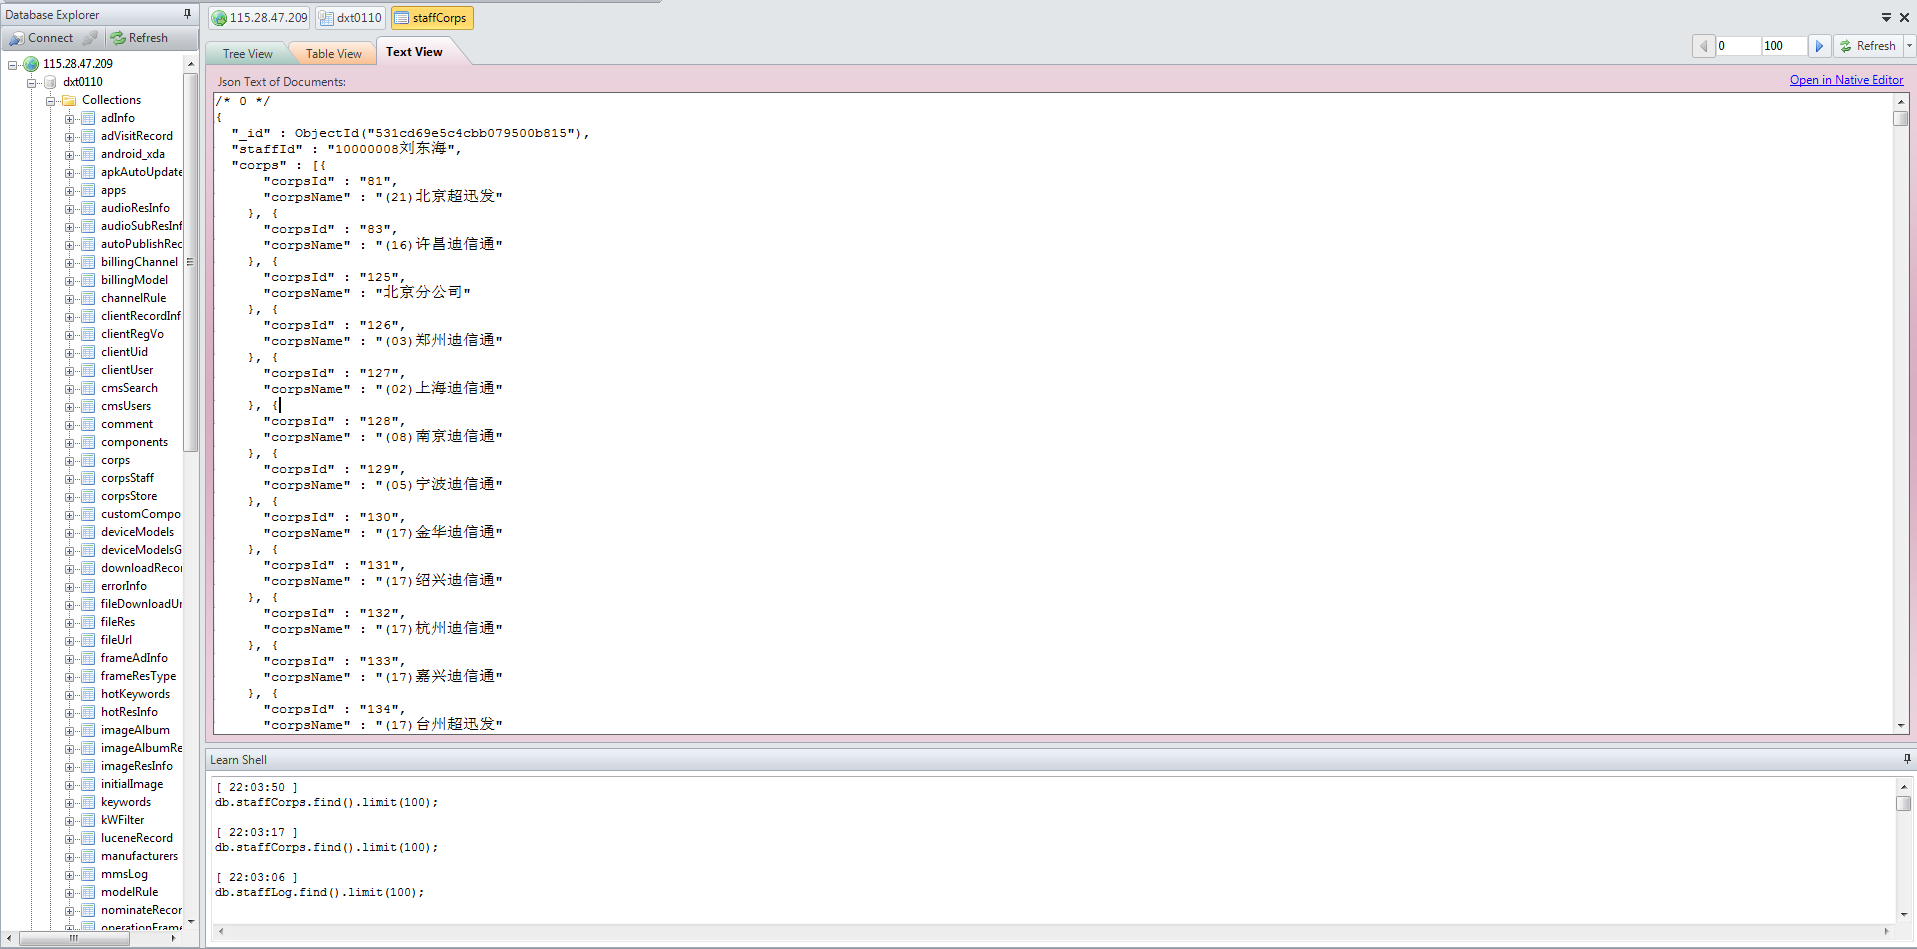 Database Explorer
Connect Refresh
115.28.47.209
dxt0110
Collections
adInfo
adVisitRecord
android_xda
apkAutoUpdate
apps
audioResInfo
audioSubResInf
autoPublishRec
billingChannel
billingModel
channelRule
clientRecordInf
clientRegVo
clientUid
clientUser
cmsSearch
cmsUsers
comment
components
corps
corpsStaff
corpsStore
customCompo
deviceModels
deviceModelsG
downloadRecor
errorInfo
fileDownloadUr
fileRes
fileUrl
frameAdInfo
frameResType
hotKeywords
hotResInfo
imageAlbum
imageAlbumRe
imageResInfo
initialImage
keywords
kWFilter
luceneRecord
manufacturers
mmsLog
modelRule
nominateRecor
operationFrame
115.28.47.209 dxt0110 staffCorps
Tree View Table View Text View
0 100 Refresh
Json Text of Documents: Open in Native Editor
/* 0 */
{
"_id" : ObjectId("531cd69e5c4cbb079500b815"),
"staffId" : "10000008刘东海",
"corps" : [{
"corpsId" : "81",
"corpsName" : "(21)北京超迅发"
}, {
"corpsId" : "83",
"corpsName" : "(16)许昌迪信通"
}, {
"corpsId" : "125",
"corpsName" : "北京分公司"
}, {
"corpsId" : "126",
"corpsName" : "(03)郑州迪信通"
}, {
"corpsId" : "127",
"corpsName" : "(02)上海迪信通"
}, {
"corpsId" : "128",
"corpsName" : "(08)南京迪信通"
}, {
"corpsId" : "129",
"corpsName" : "(05)宁波迪信通"
}, {
"corpsId" : "130",
"corpsName" : "(17)金华迪信通"
}, {
"corpsId" : "131",
"corpsName" : "(17)绍兴迪信通"
}, {
"corpsId" : "132",
"corpsName" : "(17)杭州迪信通"
}, {
"corpsId" : "133",
"corpsName" : "(17)嘉兴迪信通"
}, {
"corpsId" : "134",
"corpsName" : "(17)台州超迅发"
Learn Shell
[ 22:03:50 ]
db.staffCorps.find().limit(100);
[ 22:03:17 ]
db.staffCorps.find().limit(100);
[ 22:03:06 ]
db.staffLog.find().limit(100);